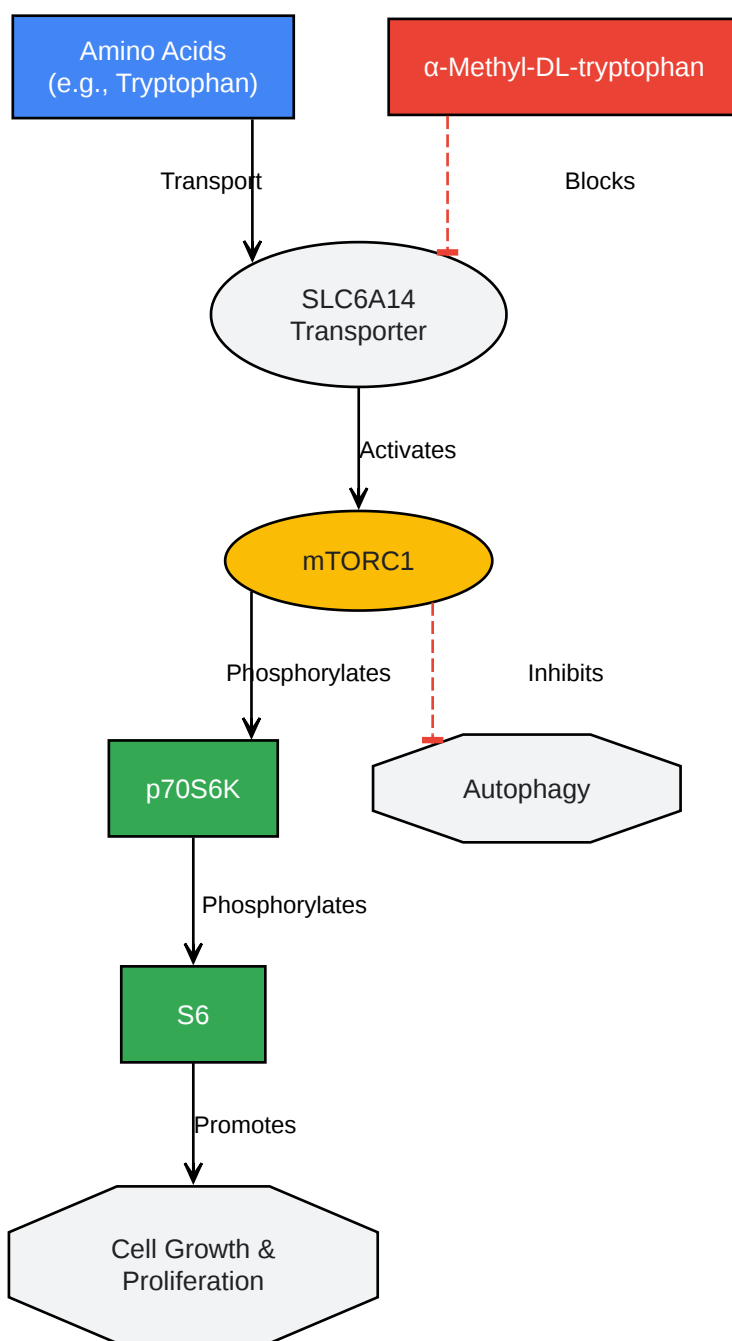 Amino Acids
(e.g., Tryptophan)
α-Methyl-DL-tryptophan
Transport
Blocks
SLC6A14
Transporter
Activates
mTORC1
Phosphorylates
Inhibits
p70S6K
Autophagy
Phosphorylates
S6
Promotes
Cell Growth &
Proliferation